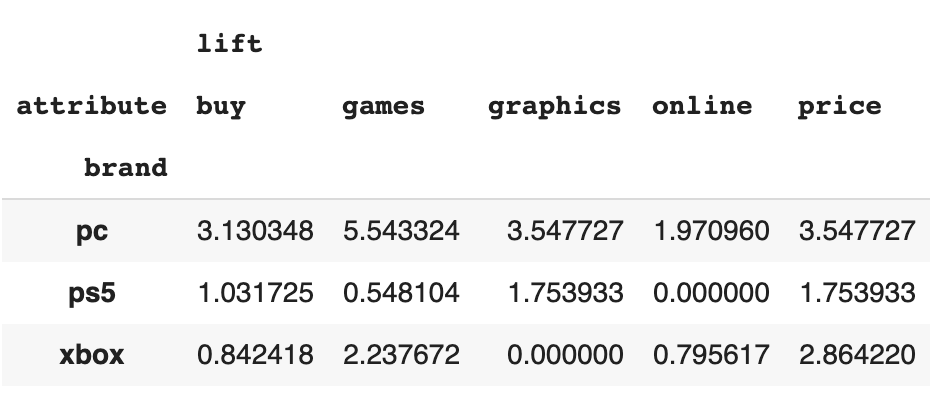 lift
attribute buy games graphics online price
brand
pc 3.130348 5.543324 3.547727 1.970960 3.547727
ps5 1.031725 0.548104 1.753933 0.000000 1.753933
xbox 0.842418 2.237672 0.000000 0.795617 2.864220